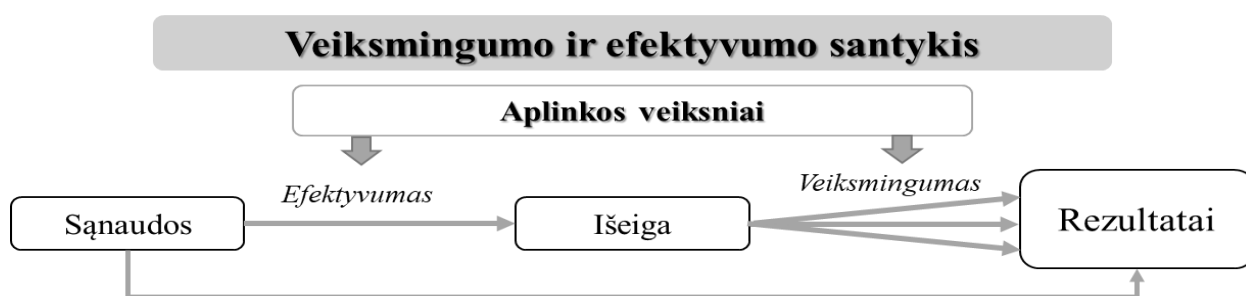 Veiksmingumo ir efektyvumo santykis
Aplinkos veiksniai
Efektyvumas
Veiksmingumas
Sąnaudos
Išeiga
Rezultatai